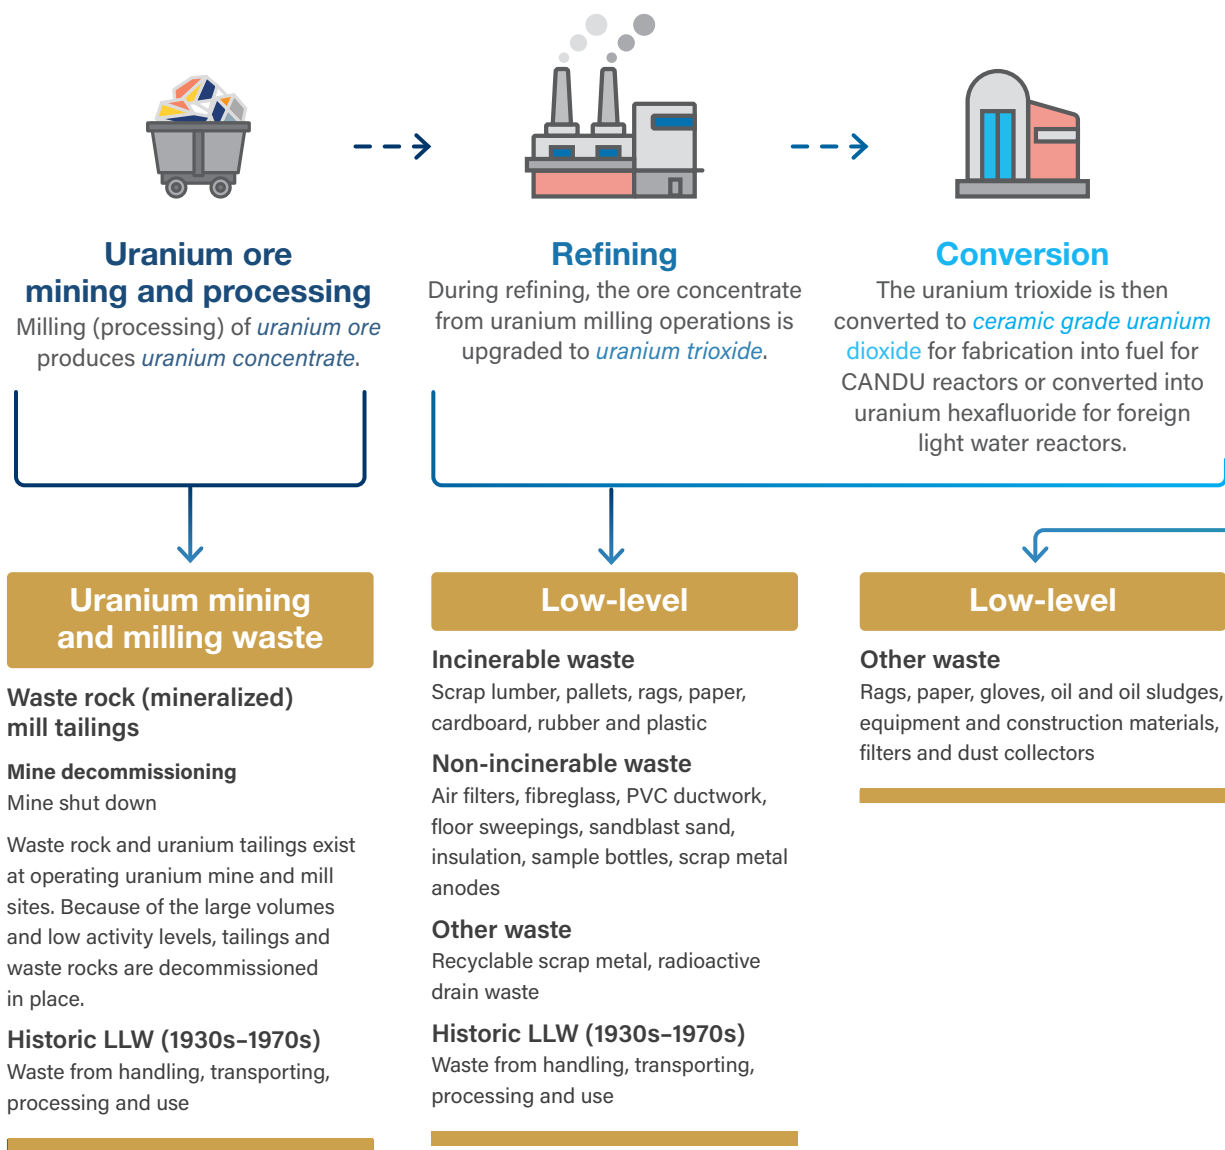 Uranium ore
mining and processing
Milling (processing) of uranium ore
produces uranium concentrate.
Refining
During refining, the ore concentrate
from uranium milling operations is
upgraded to uranium trioxide.
Conversion
The uranium trioxide is then
converted to ceramic grade uranium
dioxide for fabrication into fuel for
CANDU reactors or converted into
uranium hexafluoride for foreign
light water reactors.
Uranium mining
and milling waste
Waste rock (mineralized)
mill tailings
Mine decommissioning
Mine shut down
Waste rock and uranium tailings exist
at operating uranium mine and mill
sites. Because of the large volumes
and low activity levels, tailings and
waste rocks are decommissioned
in place.
Historic LLW (1930s–1970s)
Waste from handling, transporting,
processing and use
Low-level
Incinerable waste
Scrap lumber, pallets, rags, paper,
cardboard, rubber and plastic
Non-incinerable waste
Air filters, fibreglass, PVC ductwork,
floor sweepings, sandblast sand,
insulation, sample bottles, scrap metal
anodes
Other waste
Recyclable scrap metal, radioactive
drain waste
Historic LLW (1930s–1970s)
Waste from handling, transporting,
processing and use
Low-level
Other waste
Rags, paper, gloves, oil and oil sludges,
equipment and construction materials,
filters and dust collectors